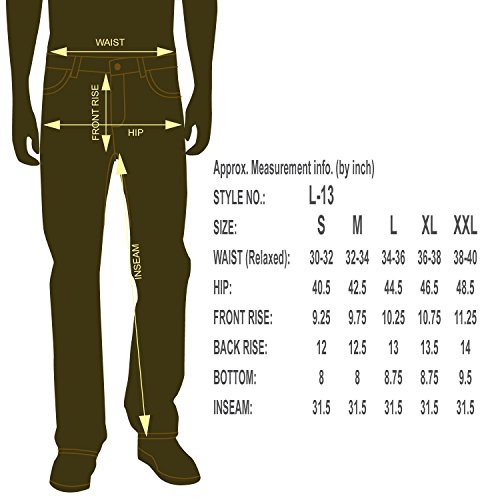 WAIST
FRONT RISE
HIP
INSEAM
Approx. Measurement info. (by inch)
STYLE NO.: L-13
SIZE: S M L XL XXL
WAIST (Relaxed): 30-32 32-34 34-36 36-38 38-40
HIP: 40.5 42.5 44.5 46.5 48.5
FRONT RISE: 9.25 9.75 10.25 10.75 11.25
BACK RISE: 12 12.5 13 13.5 14
BOTTOM: 8 8 8.75 8.75 9.5
INSEAM: 31.5 31.5 31.5 31.5 31.5